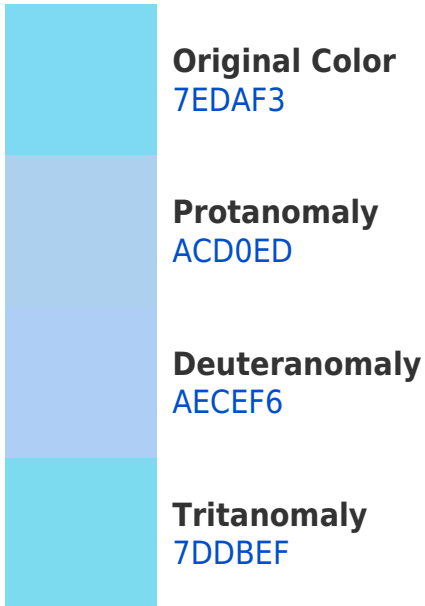 Original Color
7EDAF3
Protanomaly
ACD0ED
Deuteranomaly
AECEF6
Tritanomaly
7DDBEF